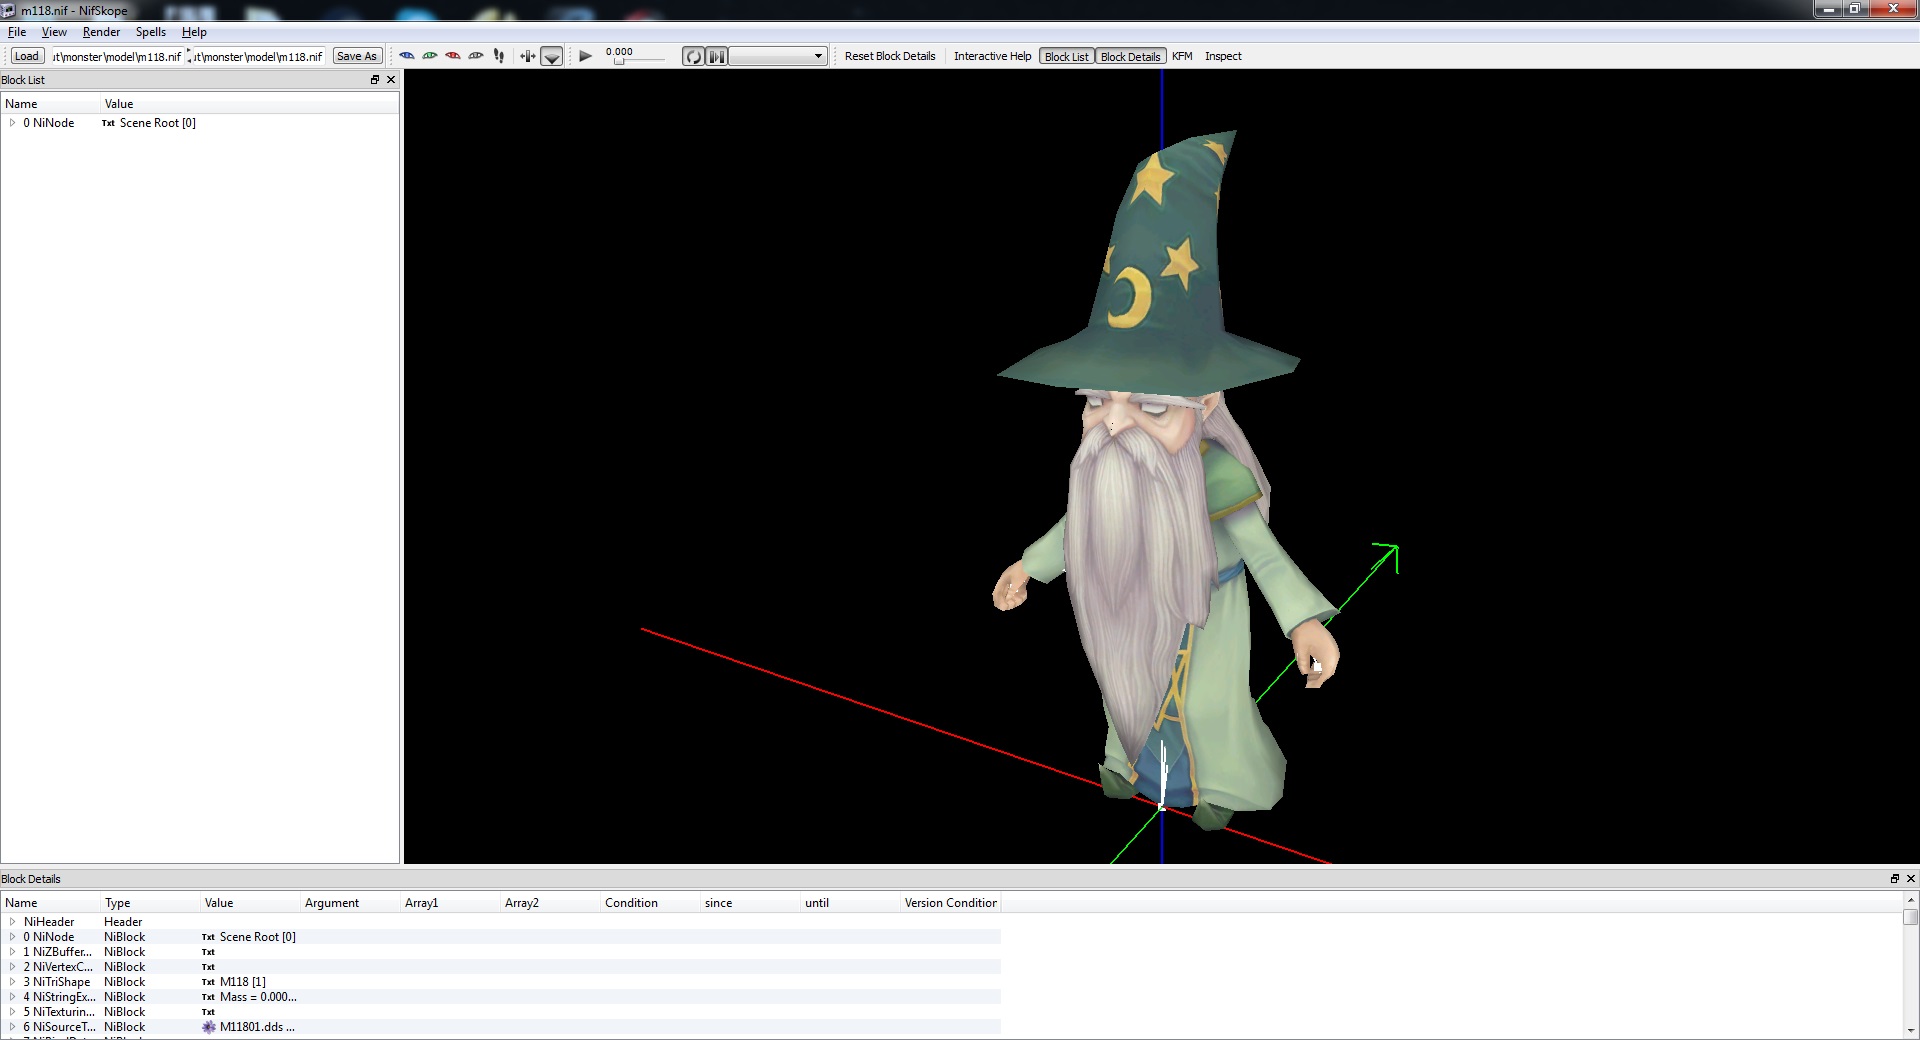 m118.nif - NifSkope
File View Render Spells Help
Load ut\monster\model\m118.nif ut\monster\model\m118.nif Save As 0.000 Reset Block Details Interactive Help Block List Block Details KFM Inspect
Block List
Name Value
0 NiNode Txt Scene Root [0]
Block Details
Name Type Value Argument Array1 Array2 Condition since until Version Condition
NiHeader Header
0 NiNode NiBlock Txt Scene Root [0]
1 NiZBuffer... NiBlock Txt
2 NiVertexC... NiBlock Txt
3 NiTriShape NiBlock Txt M118 [1]
4 NiStringEx... NiBlock Txt Mass = 0.000...
5 NiTexturin... NiBlock Txt
6 NiSourceT... NiBlock M11801.dds ...